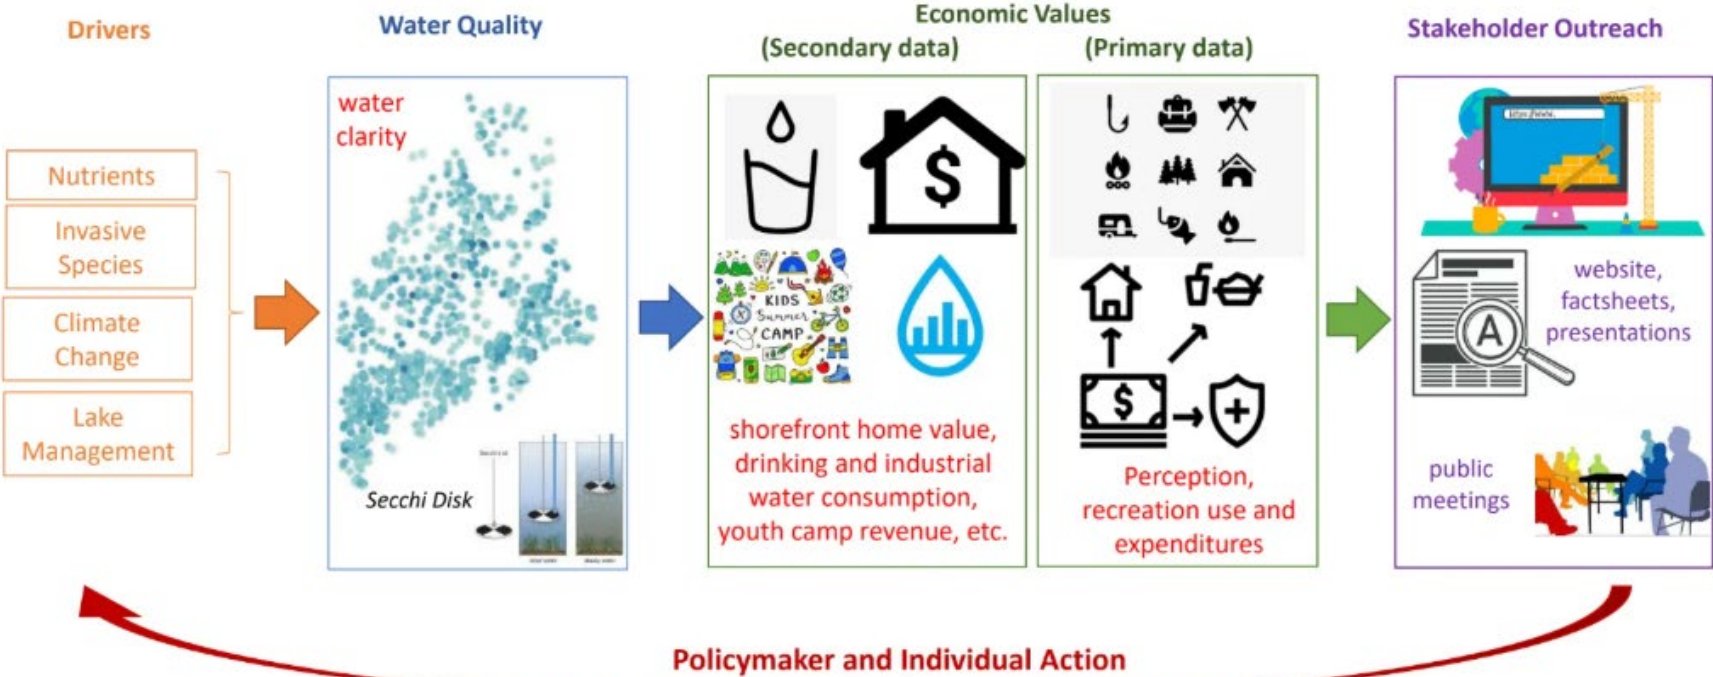 Drivers
Nutrients
Invasive
Species
Climate
Change
Lake
Management
Water Quality
water
clarity
Secchi Disk
Economic Values
(Secondary data)
$
KIDS
Summer
CAMP
shorefront home value,
drinking and industrial
water consumption,
youth camp revenue, etc.
(Primary data)
$
Perception,
recreation use and
expenditures
Stakeholder Outreach
A
website,
factsheets,
presentations
public
meetings
Policymaker and Individual Action